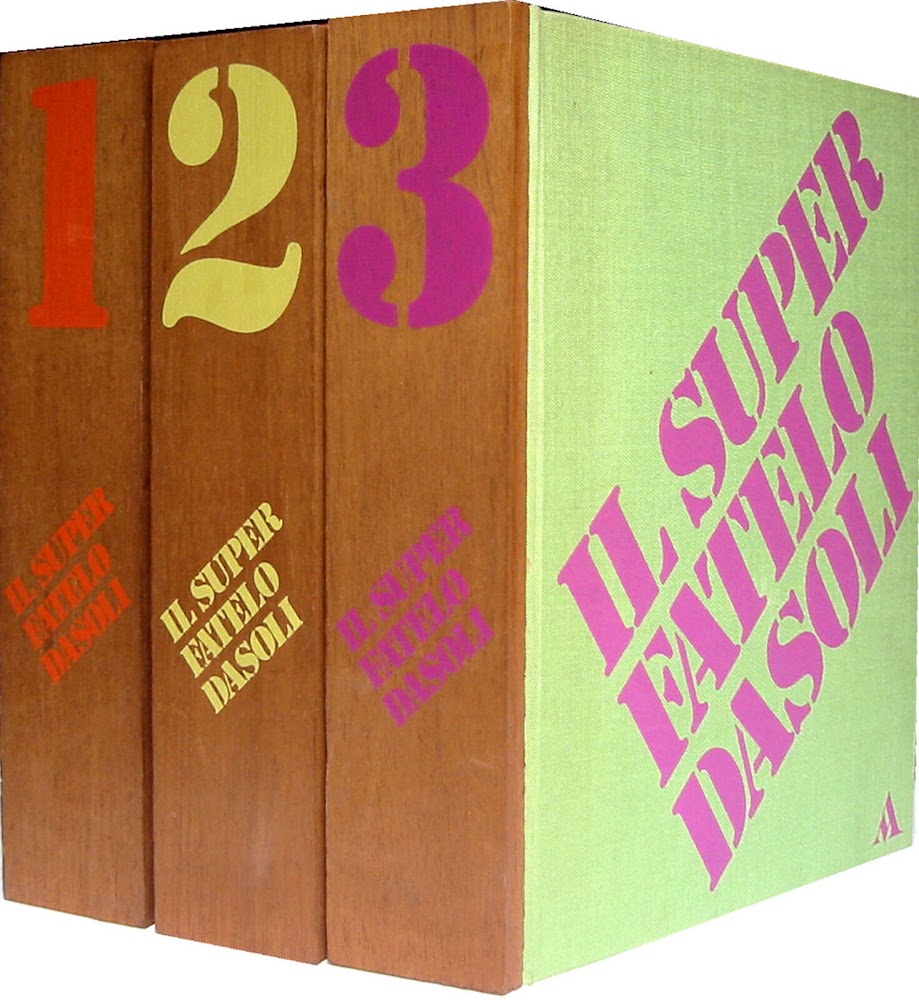 1
IL SUPER
FATELO
DASOLI
2
IL SUPER
FATELO
DASOLI
3
IL SUPER
FATELO
DASOLI
IL SUPER
FATELO
DASOLI
M